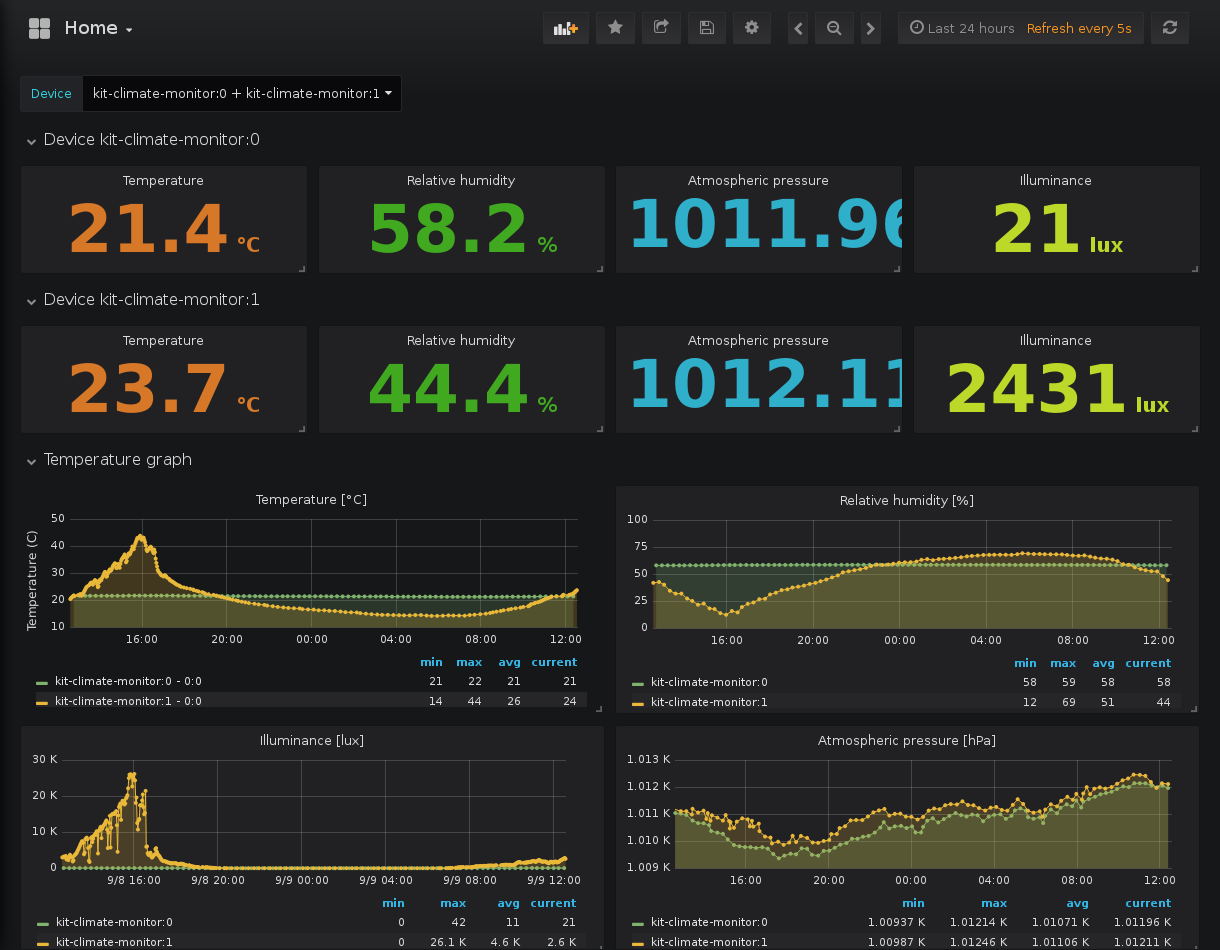 Home
Last 24 hours Refresh every 5s
Device kit-climate-monitor:0 + kit-climate-monitor:1
Device kit-climate-monitor:0
Temperature Relative humidity Atmospheric pressure Illuminance
21.4 °C 58.2 % 1011.96 21 lux
Device kit-climate-monitor:1
Temperature Relative humidity Atmospheric pressure Illuminance
23.7 °C 44.4 % 1012.11 2431 lux
Temperature graph
Temperature [°C]
Temperature (C)
50
40
30
20
10
16:00 20:00 00:00 04:00 08:00 12:00
min max avg current
kit-climate-monitor:0 - 0:0 21 22 21 21
kit-climate-monitor:1 - 0:0 14 44 26 24
Relative humidity [%]
100
75
50
25
0
16:00 20:00 00:00 04:00 08:00 12:00
min max avg current
kit-climate-monitor:0 58 59 58 58
kit-climate-monitor:1 12 69 51 44
Illuminance [lux]
30 K
20 K
10 K
0
9/8 16:00 9/8 20:00 9/9 00:00 9/9 04:00 9/9 08:00 9/9 12:00
min max avg current
kit-climate-monitor:0 0 42 11 21
kit-climate-monitor:1 0 26.1 K 4.6 K 2.6 K
Atmospheric pressure [hPa]
1.013 K
1.012 K
1.011 K
1.010 K
1.009 K
16:00 20:00 00:00 04:00 08:00 12:00
min max avg current
kit-climate-monitor:0 1.00937 K 1.01214 K 1.01071 K 1.01196 K
kit-climate-monitor:1 1.00987 K 1.01246 K 1.01106 K 1.01211 K